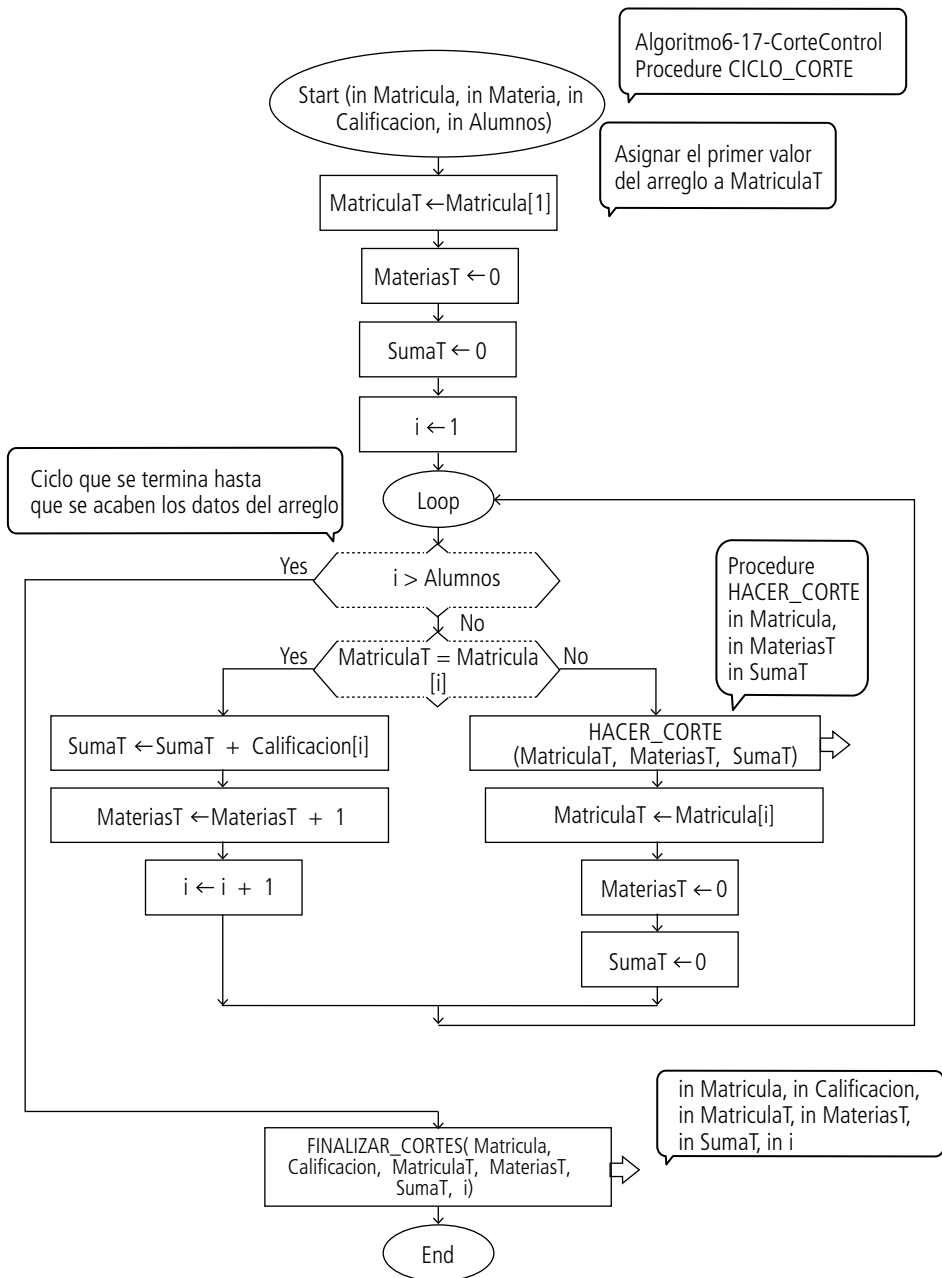 Algoritmo6-17-CorteControl
Procedure CICLO_CORTE
Start (in Matricula, in Materia, in
Calificacion, in Alumnos)
Asignar el primer valor
del arreglo a MatriculaT
MatriculaT ← Matricula[1]
MateriasT ← 0
SumaT ← 0
i ← 1
Ciclo que se termina hasta
que se acaben los datos del arreglo
Loop
Yes
i > Alumnos
No
Procedure
HACER_CORTE
in Matricula,
in MateriasT
in SumaT
Yes
MatriculaT = Matricula
[i]
No
SumaT ← SumaT + Calificacion[i]
HACER_CORTE
(MatriculaT, MateriasT, SumaT)
MateriasT ← MateriasT + 1
MatriculaT ← Matricula[i]
i ← i + 1
MateriasT ← 0
SumaT ← 0
in Matricula, in Calificacion,
in MatriculaT, in MateriasT,
in SumaT, in i
FINALIZAR_CORTES( Matricula,
Calificacion, MatriculaT, MateriasT,
SumaT, i)
End